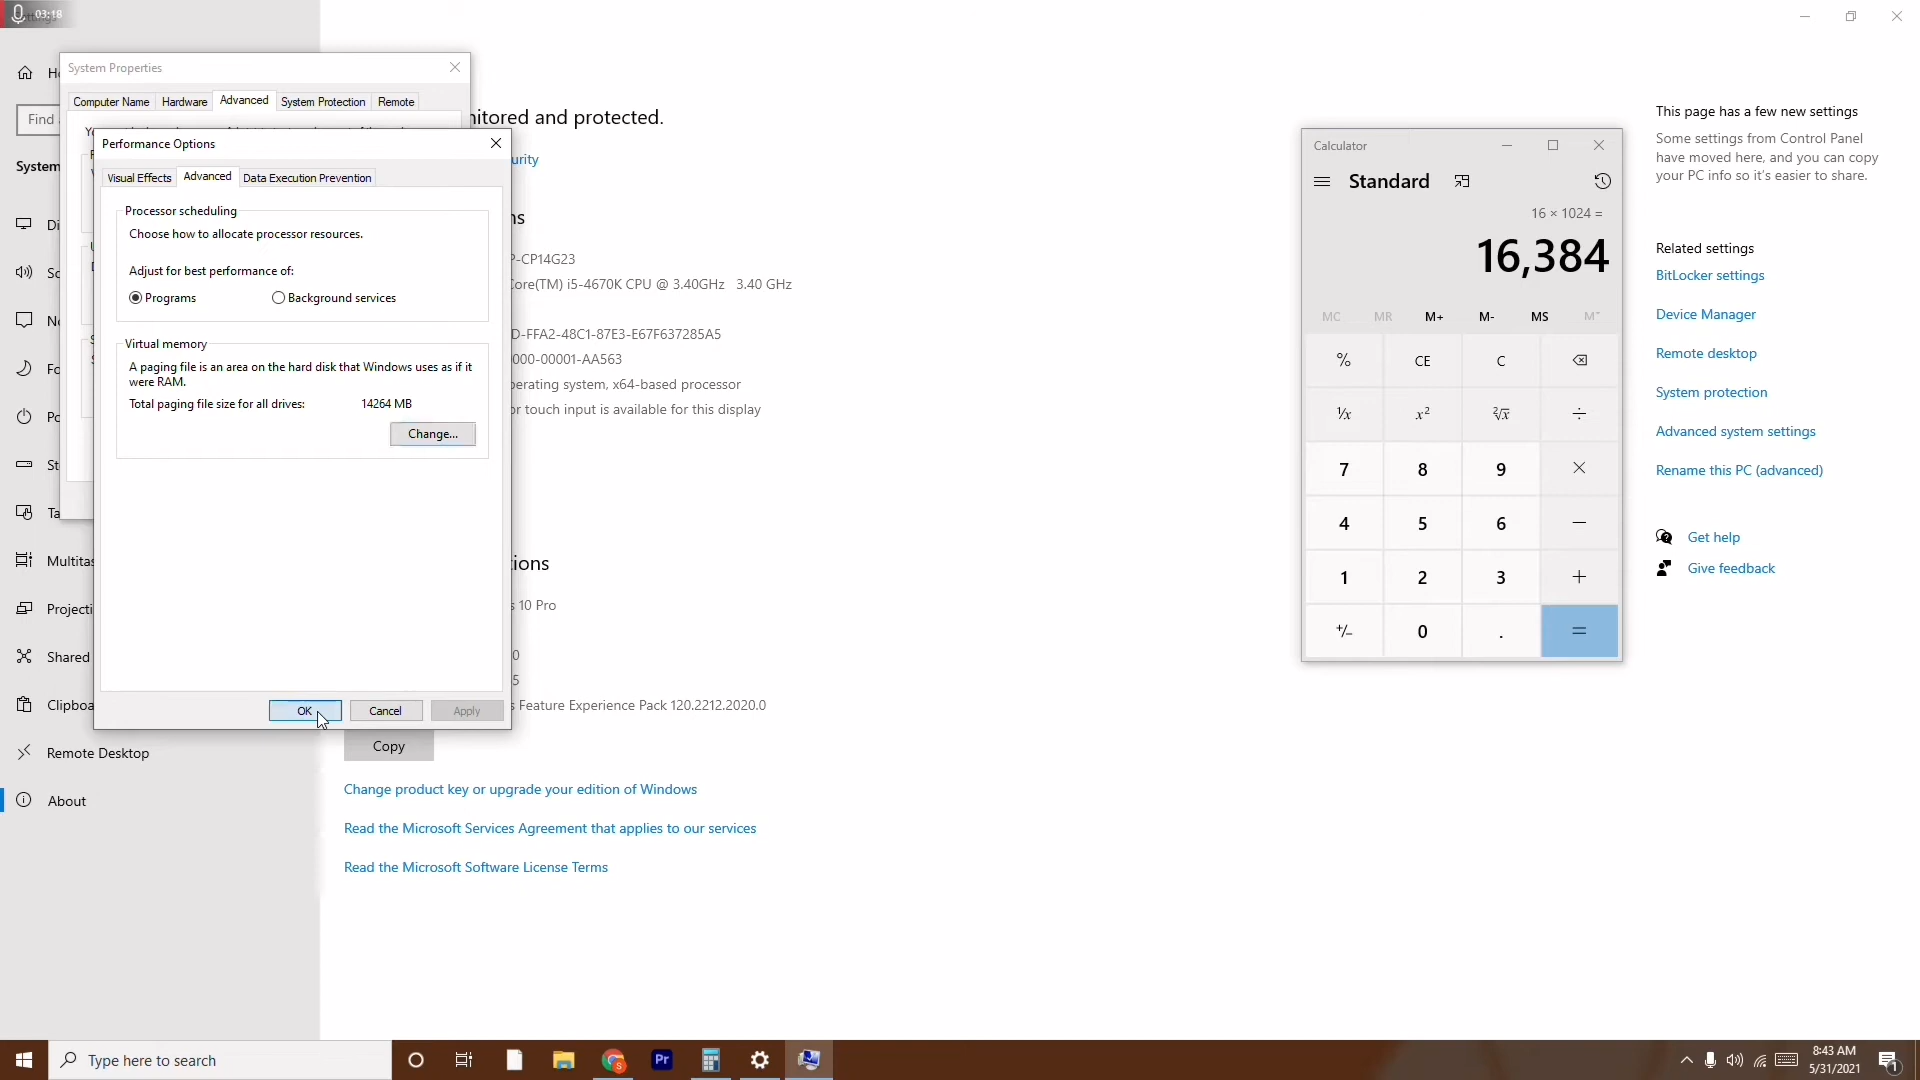 03:18
System Properties
Computer Name
Hardware
Advanced
System Protection
Remote
Find
System
Performance Options
Visual Effects
Advanced
Data Execution Prevention
Processor scheduling
Choose how to allocate processor resources.
Adjust for best performance of:
Programs
Background services
Virtual memory
A paging file is an area on the hard disk that Windows uses as if it
were RAM.
Total paging file size for all drives:
14264 MB
Change...
OK
Cancel
Apply
Multitas
Projecti
Shared
Clipboa
Remote Desktop
About
nitored and protected.
urity
P-CP14G23
Core(TM) i5-4670K CPU @ 3.40GHz 3.40 GHz
D-FFA2-48C1-87E3-E67F637285A5
000-00001-AA563
perating system, x64-based processor
or touch input is available for this display
s 10 Pro
0
5
s Feature Experience Pack 120.2212.2020.0
Copy
Change product key or upgrade your edition of Windows
Read the Microsoft Services Agreement that applies to our services
Read the Microsoft Software License Terms
Calculator
Standard
16 × 1024 =
16,384
MC MR M+ M- MS M˅
% CE C
¹/x x² ²√x ÷
7 8 9 ×
4 5 6 −
1 2 3 +
+/− 0 . =
This page has a few new settings
Some settings from Control Panel
have moved here, and you can copy
your PC info so it's easier to share.
Related settings
BitLocker settings
Device Manager
Remote desktop
System protection
Advanced system settings
Rename this PC (advanced)
Get help
Give feedback
Type here to search
Pr
8:43 AM
5/31/2021
1